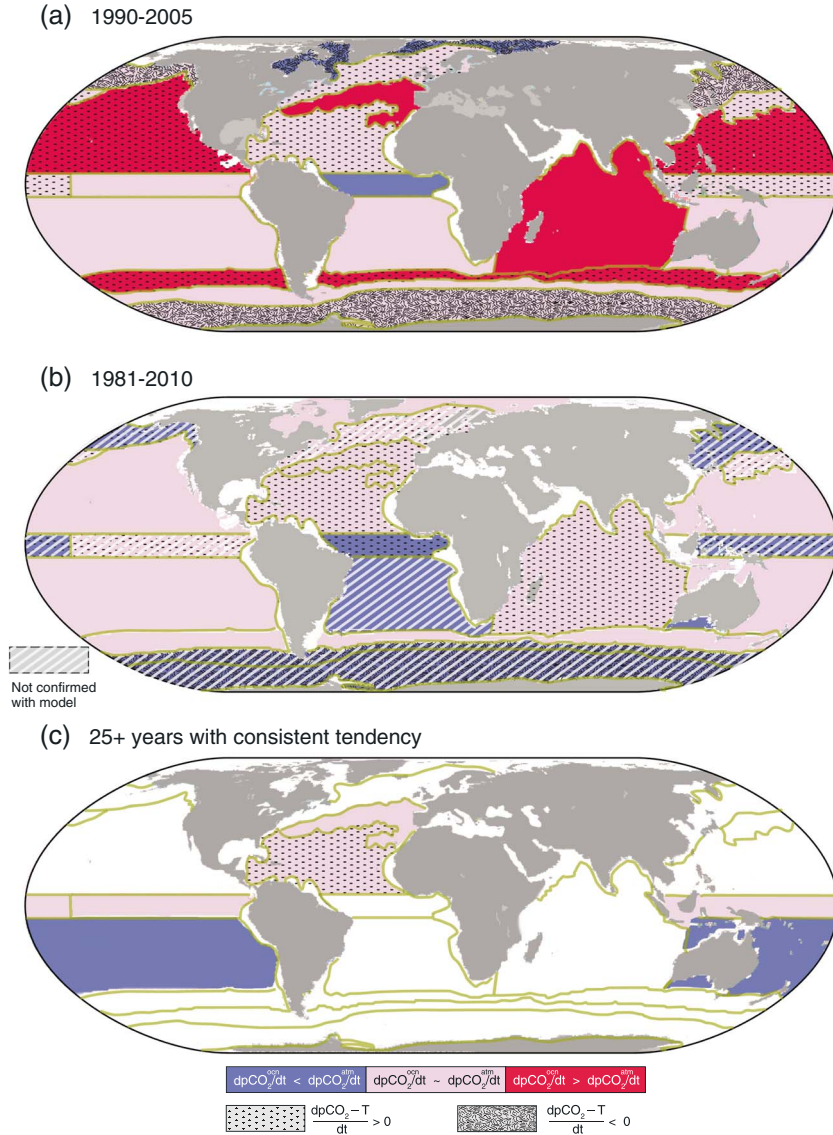 (a) 1990-2005
(b) 1981-2010
Not confirmed
with model
(c) 25+ years with consistent tendency
dpCO₂ᵒᶜⁿ/dt < dpCO₂ᵃᵗᵐ/dt dpCO₂ᵒᶜⁿ/dt ~ dpCO₂ᵃᵗᵐ/dt dpCO₂ᵒᶜⁿ/dt > dpCO₂ᵃᵗᵐ/dt
dpCO₂ – T / dt > 0 dpCO₂ – T / dt < 0